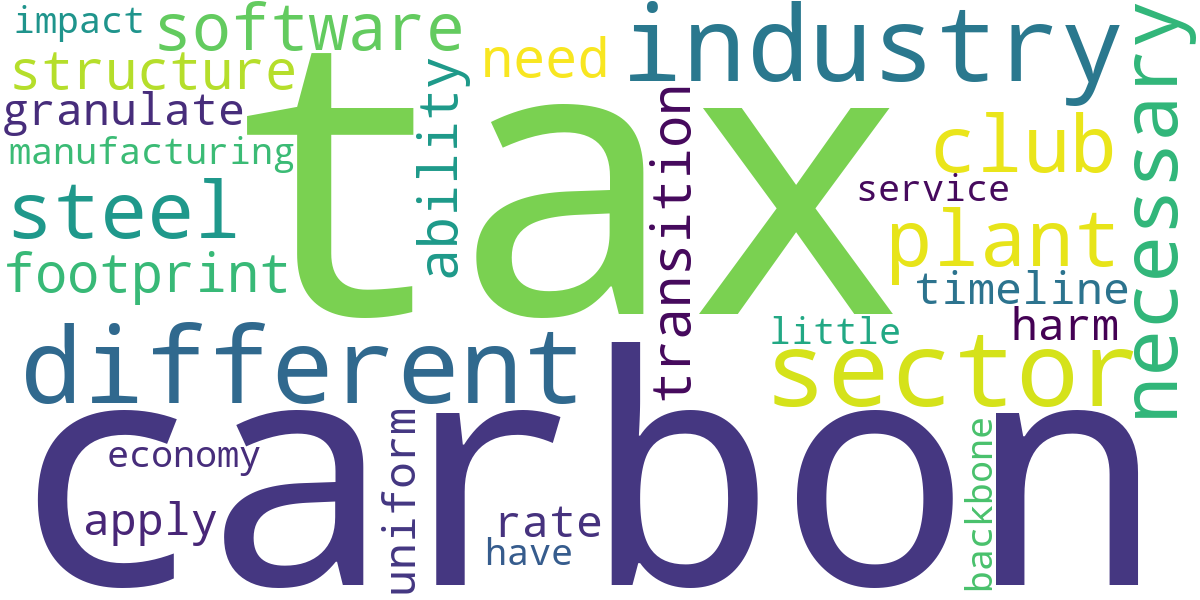 impact
software
industry
necessary
structure
need
tax
granulate
ability
transition
club
manufacturing
service
steel
plant
footprint
timeline
little
harm
different
sector
carbon
economy
uniform
backbone
apply
rate
have